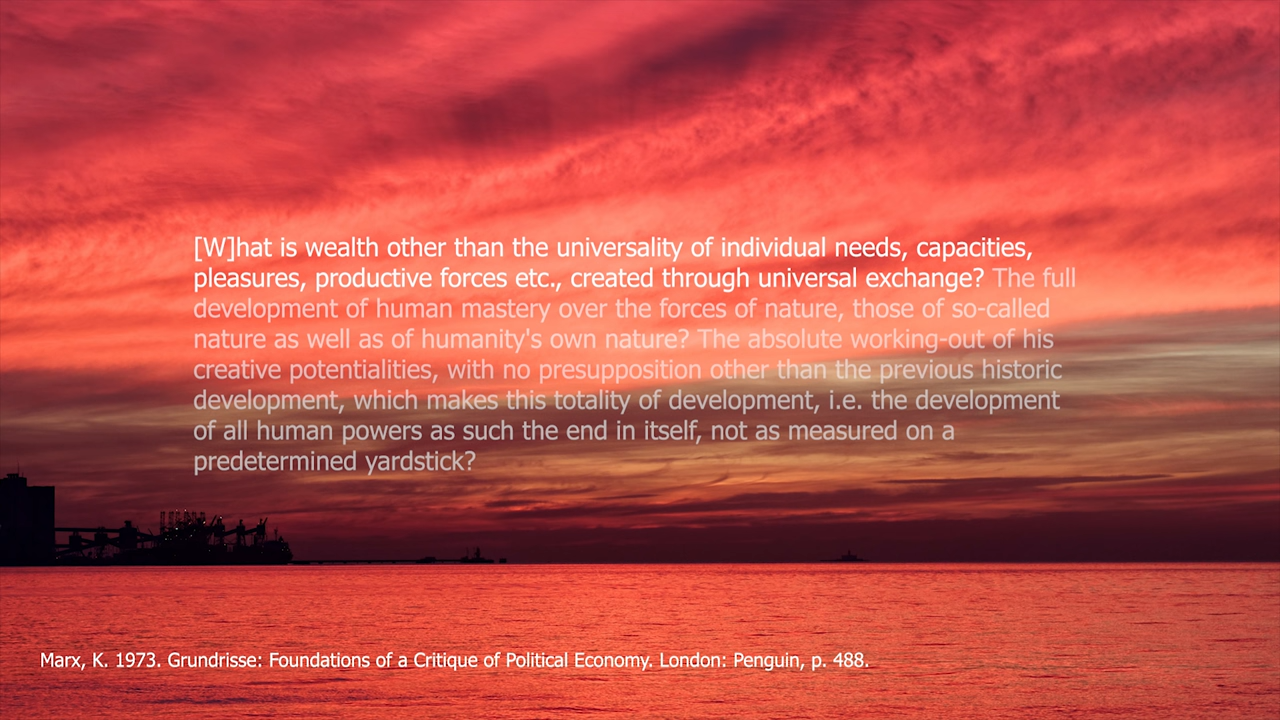 [W]hat is wealth other than the universality of individual needs, capacities,
pleasures, productive forces etc., created through universal exchange? The full
development of human mastery over the forces of nature, those of so-called
nature as well as of humanity's own nature? The absolute working-out of his
creative potentialities, with no presupposition other than the previous historic
development, which makes this totality of development, i.e. the development
of all human powers as such the end in itself, not as measured on a
predetermined yardstick?
Marx, K. 1973. Grundrisse: Foundations of a Critique of Political Economy. London: Penguin, p. 488.